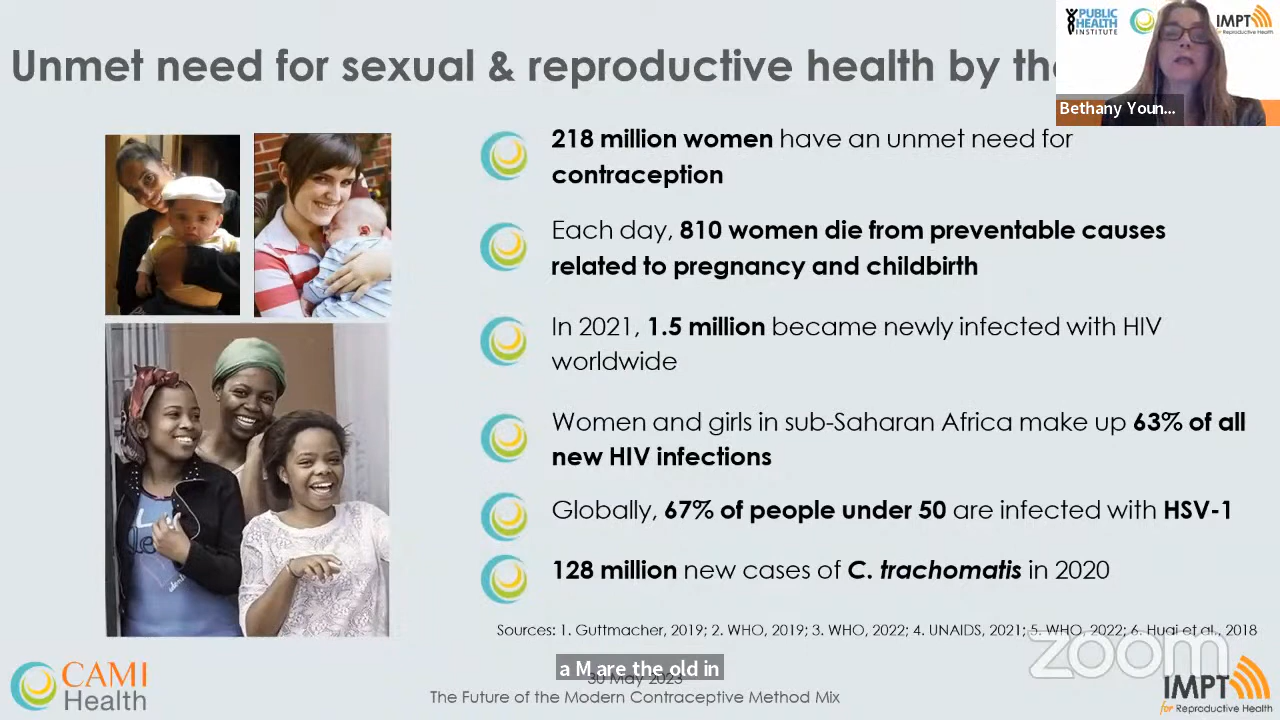 Unmet need for sexual & reproductive health by the
PUBLIC
HEALTH
INSTITUTE
IMPT
for Reproductive Health
Bethany Youn...
218 million women have an unmet need for
contraception
Each day, 810 women die from preventable causes
related to pregnancy and childbirth
In 2021, 1.5 million became newly infected with HIV
worldwide
Women and girls in sub-Saharan Africa make up 63% of all
new HIV infections
Globally, 67% of people under 50 are infected with HSV-1
128 million new cases of C. trachomatis in 2020
Sources: 1. Guttmacher, 2019; 2. WHO, 2019; 3. WHO, 2022; 4. UNAIDS, 2021; 5. WHO, 2022; 6. Huai et al., 2018
zoom
a M are the old in
30 May 2023
The Future of the Modern Contraceptive Method Mix
CAMI
Health
IMPT
for Reproductive Health